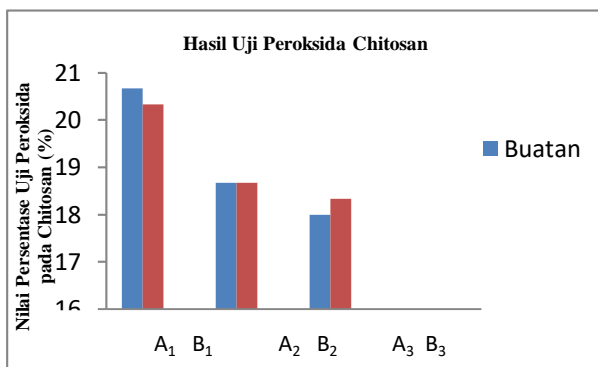 Hasil Uji Peroksida Chitosan
Nilai Persentase Uji Peroksida
pada Chitosan (%)
21
20
19
18
17
16
Buatan
A₁ B₁ A₂ B₂ A₃ B₃